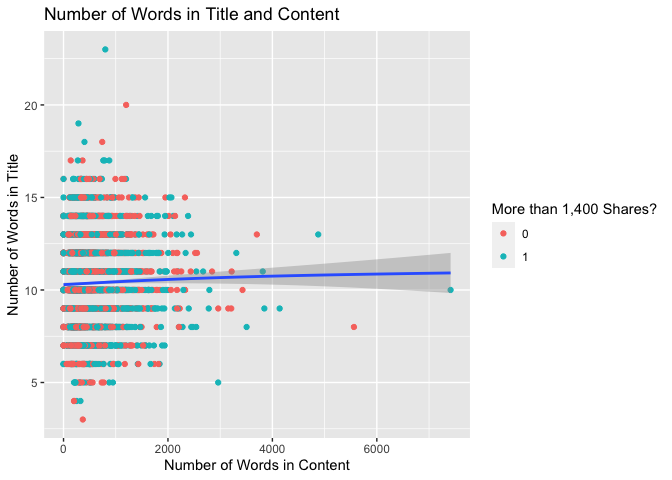 Number of Words in Title and Content
Number of Words in Title
20
15
10
5
0 2000 4000 6000
Number of Words in Content
More than 1,400 Shares?
0
1